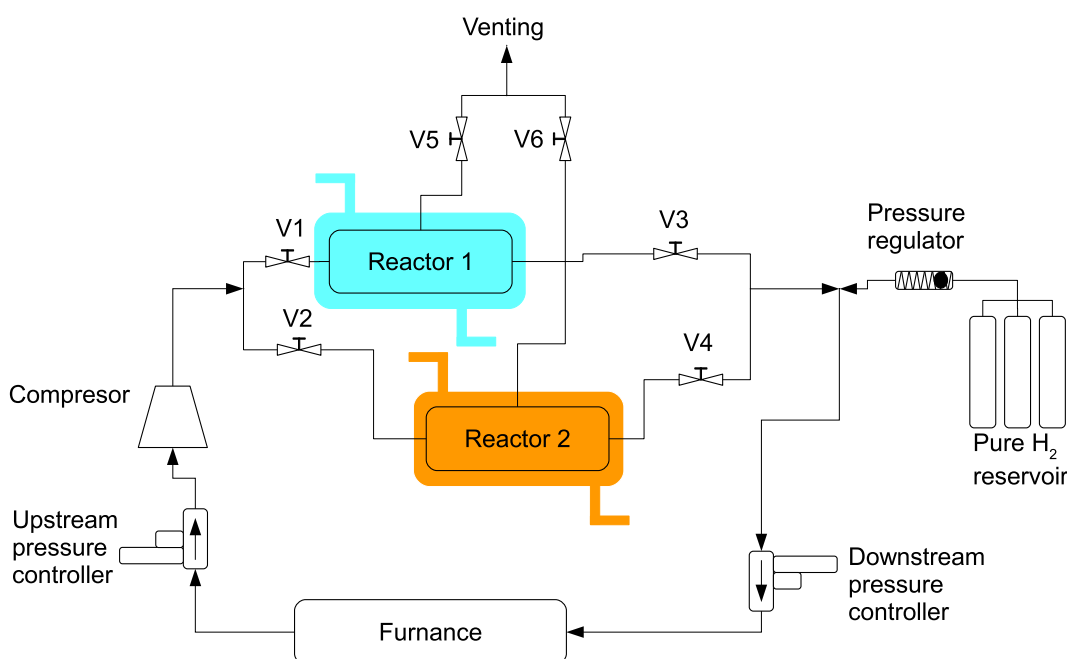 Venting
V5
V6
V1
Reactor 1
V3
Pressure
regulator
V2
V4
Compresor
Reactor 2
Pure H₂
reservoir
Upstream
pressure
controller
Downstream
pressure
controller
Furnance